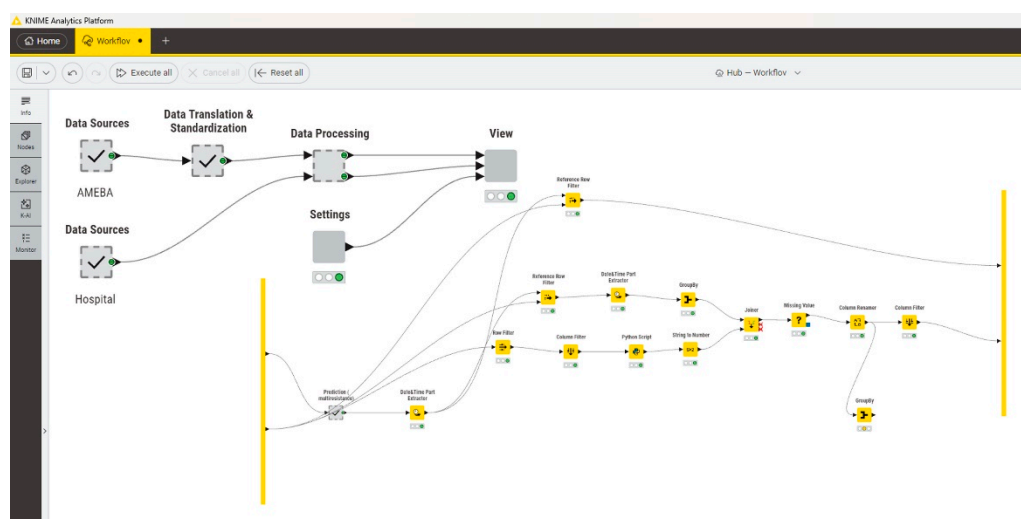 KNIME Analytics Platform
Home
Workflov
Execute all
Cancel all
Reset all
Hub – Workflov
Info
Nodes
Explorer
K-AI
Monitor
Data Sources
AMEBA
Data Translation &
Standardization
Data Processing
View
Data Sources
Hospital
Settings
Reference Row
Filter
Reference Row
Filter
Date&Time Part
Extractor
GroupBy
Joiner
Missing Value
Column Renamer
Column Filter
Row Filter
Column Filter
Python Script
String to Number
Prediction (
multiresistance)
Date&Time Part
Extractor
GroupBy